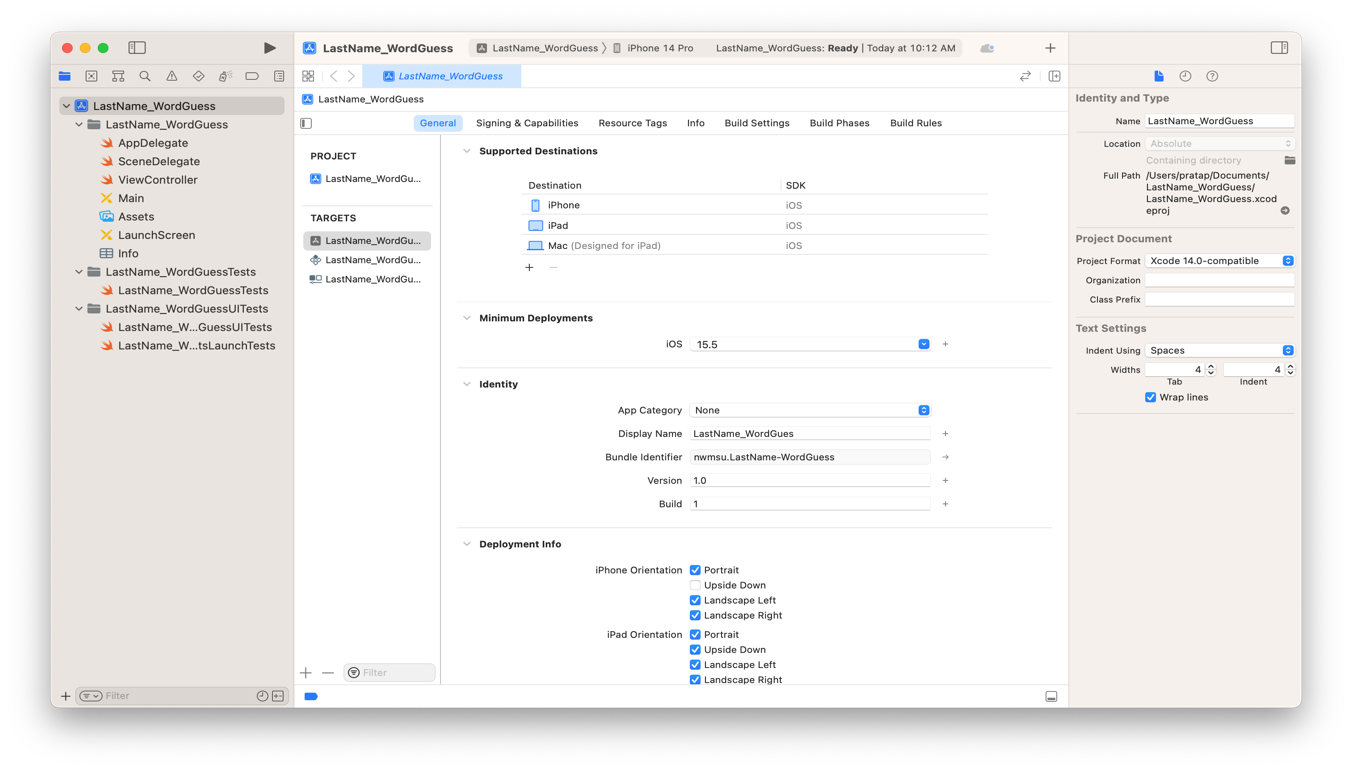 LastName_WordGuess
LastName_WordGuess
iPhone 14 Pro
LastName_WordGuess: Ready | Today at 10:12 AM
LastName_WordGuess
LastName_WordGuess
LastName_WordGuess
LastName_WordGuess
AppDelegate
SceneDelegate
ViewController
Main
Assets
LaunchScreen
Info
LastName_WordGuessTests
LastName_WordGuessTests
LastName_WordGuessUITests
LastName_W...GuessUITests
LastName_W...tsLaunchTests
Filter
General
Signing & Capabilities
Resource Tags
Info
Build Settings
Build Phases
Build Rules
PROJECT
LastName_WordGu...
TARGETS
LastName_WordGu...
LastName_WordGu...
LastName_WordGu...
Filter
Supported Destinations
Destination SDK
iPhone iOS
iPad iOS
Mac (Designed for iPad) iOS
Minimum Deployments
iOS 15.5
Identity
App Category None
Display Name LastName_WordGues
Bundle Identifier nwmsu.LastName-WordGuess
Version 1.0
Build 1
Deployment Info
iPhone Orientation Portrait
Upside Down
Landscape Left
Landscape Right
iPad Orientation Portrait
Upside Down
Landscape Left
Landscape Right
Identity and Type
Name LastName_WordGuess
Location Absolute
Containing directory
Full Path /Users/pratap/Documents/
LastName_WordGuess/
LastName_WordGuess.xcod
eproj
Project Document
Project Format Xcode 14.0-compatible
Organization
Class Prefix
Text Settings
Indent Using Spaces
Widths 4 4
Tab Indent
Wrap lines